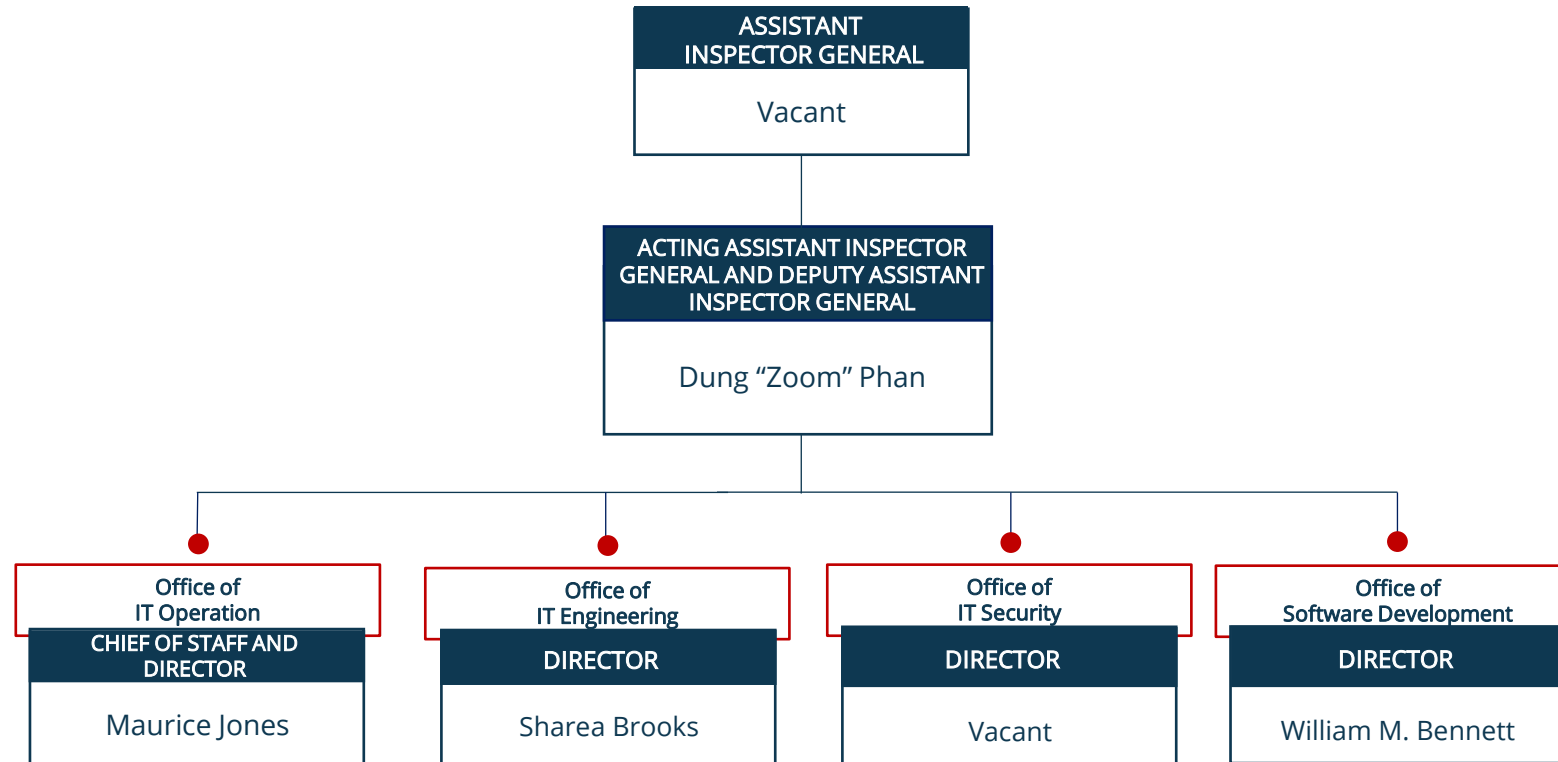 ASSISTANT
INSPECTOR GENERAL
Vacant
ACTING ASSISTANT INSPECTOR
GENERAL AND DEPUTY ASSISTANT
INSPECTOR GENERAL
Dung “Zoom” Phan
Office of
IT Operation
CHIEF OF STAFF AND
DIRECTOR
Maurice Jones
Office of
IT Engineering
DIRECTOR
Sharea Brooks
Office of
IT Security
DIRECTOR
Vacant
Office of
Software Development
DIRECTOR
William M. Bennett